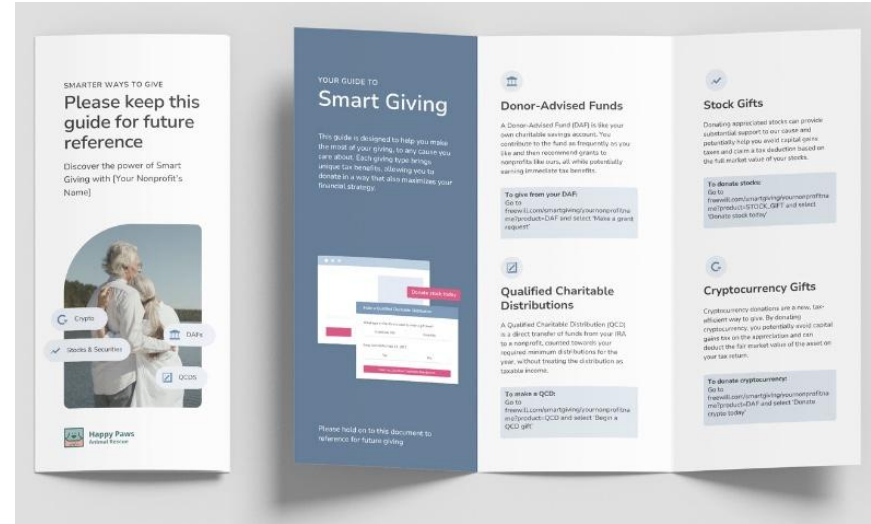 SMARTER WAYS TO GIVE
Please keep this
guide for future
reference
Discover the power of Smart
Giving with [Your Nonprofit's
Name]
Crypto
DAFs
Stocks & Securities
QCDS
Happy Paws
Animal Rescue
YOUR GUIDE TO
Smart Giving
This guide is designed to help you make
the most of your giving, to any cause you
care about. Each giving type brings
unique tax benefits, allowing you to
donate in a way that also maximizes your
financial strategy.
Donate stock today
Please hold on to this document to
reference for future giving
Donor-Advised Funds
A Donor-Advised Fund (DAF) is like your
own charitable savings account. You
contribute to the fund as frequently as you
like and then recommend grants to
nonprofits like ours, all while potentially
earning immediate tax benefits.
To give from your DAF:
Go to
freewill.com/smartgiving/yournonprofitna
me?product=DAF and select 'Make a grant
request'
Qualified Charitable
Distributions
A Qualified Charitable Distribution (QCD)
is a direct transfer of funds from your IRA
to a nonprofit, counted towards your
required minimum distributions for the
year, without treating the distribution as
taxable income.
To make a QCD:
Go to
freewill.com/smartgiving/yournonprofitna
me?product=QCD and select 'Begin a
QCD gift'
Stock Gifts
Donating appreciated stocks can provide
substantial support to our cause and
potentially help you avoid capital gains
taxes and claim a tax deduction based on
the full market value of your stocks.
To donate stocks:
Go to
freewill.com/smartgiving/yournonprofitna
me?product=STOCK_GIFT and select
'Donate stock today'
Cryptocurrency Gifts
Cryptocurrency donations are a new, tax-
efficient way to give. By donating
cryptocurrency, you potentially avoid capital
gains tax on the appreciation and can
deduct the fair market value of the asset on
your tax return.
To donate cryptocurrency:
Go to
freewill.com/smartgiving/yournonprofitna
me?product=DAF and select 'Donate
crypto today'